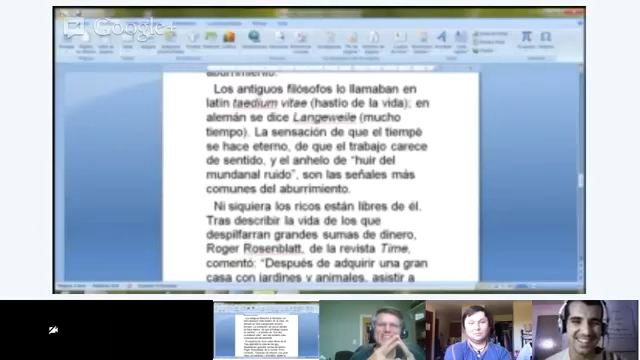 Google+
aburrimiento.
Los antiguos filósofos lo llamaban en
latín taedium vitae (hastío de la vida); en
alemán se dice Langeweile (mucho
tiempo). La sensación de que el tiempo
se hace eterno, de que el trabajo carece
de sentido, y el anhelo de “huir del
mundanal ruido”, son las señales más
comunes del aburrimiento.
Ni siquiera los ricos están libres de él.
Tras describir la vida de los que
despilfarran grandes sumas de dinero,
Roger Rosenblatt, de la revista Time,
comentó: “Después de adquirir una gran
casa con jardines y animales, asistir a